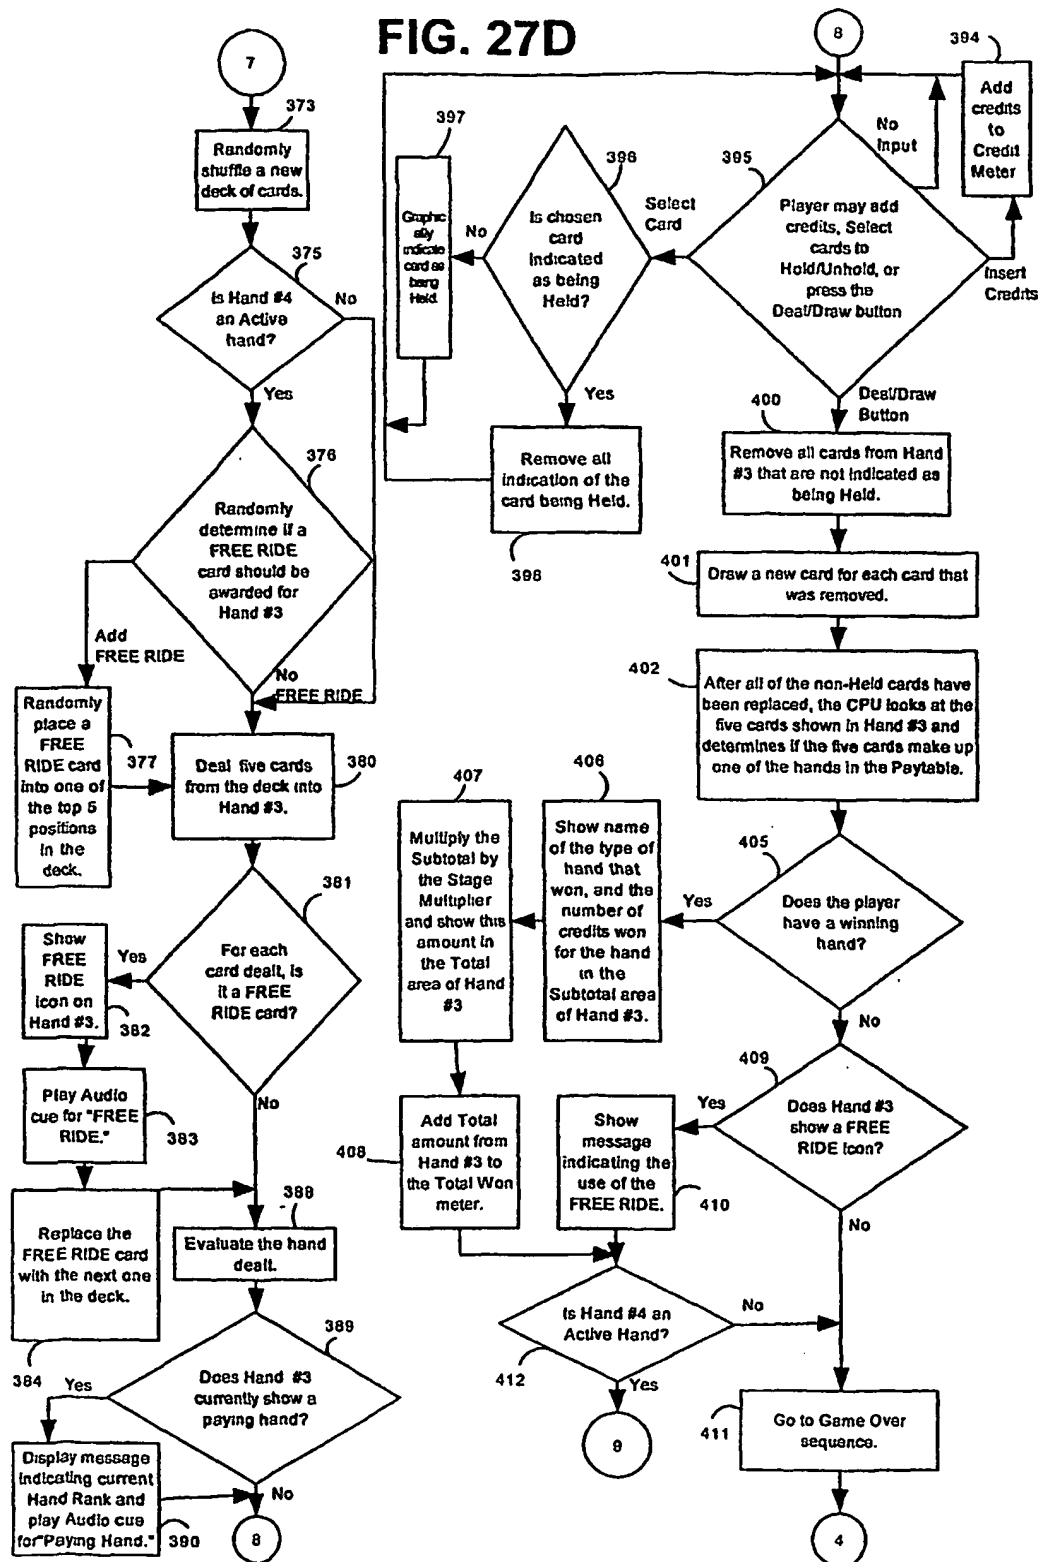 FIG. 27D
7
373
Randomly
shuffle a new
deck of cards.
375
Is Hand #4
an Active
hand?
No
Yes
376
Randomly
determine if a
FREE RIDE
card should be
awarded for
Hand #3
Add
FREE RIDE
No
FREE RIDE
Randomly
place a
FREE
RIDE card
into one of
the top 5
positions
in the
deck.
377
Deal five cards
from the deck into
Hand #3.
380
381
For each
card dealt, is
it a FREE
RIDE card?
Yes
Show
FREE
RIDE
icon on
Hand #3.
382
No
Play Audio
cue for "FREE
RIDE."
383
Replace the
FREE RIDE card
with the next one
in the deck.
384
388
Evaluate the hand
dealt.
389
Does Hand #3
currently show a
paying hand?
Yes
Display message
indicating current
Hand Rank and
play Audio cue
for "Paying Hand."
390
No
8
8
394
Add
credits
to
Credit
Meter
No
Input
395
Player may add
credits, Select
cards to
Hold/Unhold, or
press the
Deal/Draw button
Insert
Credits
Select
Card
396
Is chosen
card
indicated
as being
Held?
No
397
Graphic
ally
indicate
card as
being
Held.
Yes
Remove all
indication of the
card being Held.
398
Deal/Draw
Button
400
Remove all cards from Hand
#3 that are not indicated as
being Held.
401
Draw a new card for each card that
was removed.
402
After all of the non-Held cards have
been replaced, the CPU looks at the
five cards shown in Hand #3 and
determines if the five cards make up
one of the hands in the Paytable.
405
Does the player
have a winning
hand?
Yes
406
Show name
of the type of
hand that
won, and the
number of
credits won
for the hand
in the
Subtotal area
of Hand #3.
407
Multiply the
Subtotal by
the Stage
Multiplier
and show this
amount in
the Total
area of Hand
#3
408
Add Total
amount from
Hand #3 to
the Total Won
meter.
No
409
Does Hand #3
show a FREE
RIDE Icon?
Yes
Show
message
indicating the
use of the
FREE RIDE.
410
No
Is Hand #4 an
Active Hand?
412
No
Yes
9
411
Go to Game Over
sequence.
4